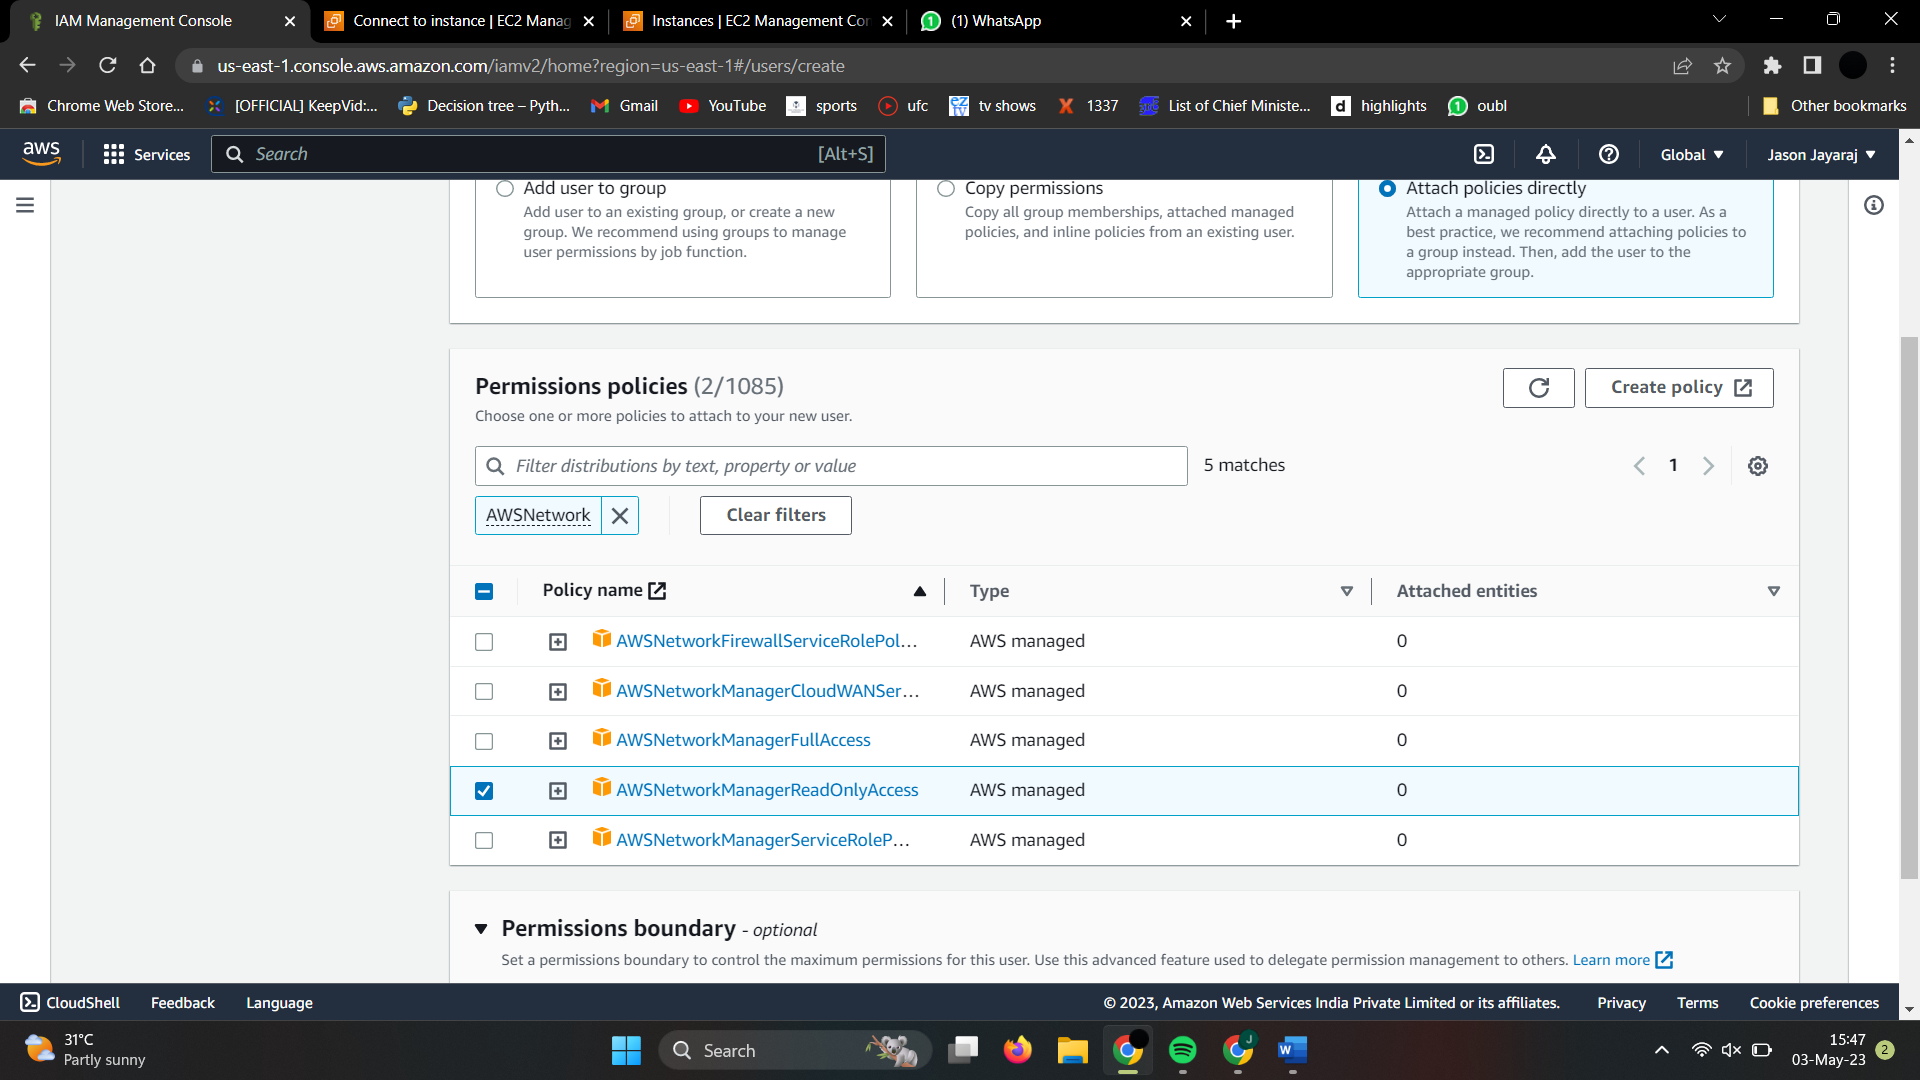 IAM Management Console
Connect to instance | EC2 Manag
Instances | EC2 Management Con
(1) WhatsApp
us-east-1.console.aws.amazon.com/iamv2/home?region=us-east-1#/users/create
Chrome Web Store...
[OFFICIAL] KeepVid:...
Decision tree – Pyth...
Gmail
YouTube
sports
ufc
tv shows
1337
List of Chief Ministe...
highlights
oubl
Other bookmarks
aws
Services
Search
[Alt+S]
Global
Jason Jayaraj
Add user to group
Add user to an existing group, or create a new
group. We recommend using groups to manage
user permissions by job function.
Copy permissions
Copy all group memberships, attached managed
policies, and inline policies from an existing user.
Attach policies directly
Attach a managed policy directly to a user. As a
best practice, we recommend attaching policies to
a group instead. Then, add the user to the
appropriate group.
Permissions policies (2/1085)
Choose one or more policies to attach to your new user.
Create policy
Filter distributions by text, property or value
5 matches
1
AWSNetwork
Clear filters
Policy name
Type
Attached entities
AWSNetworkFirewallServiceRolePol... AWS managed 0
AWSNetworkManagerCloudWANSer... AWS managed 0
AWSNetworkManagerFullAccess AWS managed 0
AWSNetworkManagerReadOnlyAccess AWS managed 0
AWSNetworkManagerServiceRoleP... AWS managed 0
Permissions boundary - optional
Set a permissions boundary to control the maximum permissions for this user. Use this advanced feature used to delegate permission management to others. Learn more
CloudShell
Feedback
Language
© 2023, Amazon Web Services India Private Limited or its affiliates.
Privacy
Terms
Cookie preferences
31°C
Partly sunny
Search
15:47
03-May-23
2